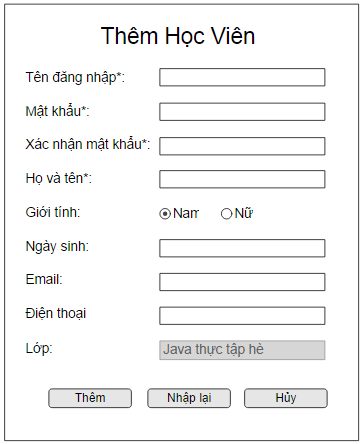 Thêm Học Viên
Tên đăng nhập*:
Mật khẩu*:
Xác nhận mật khẩu*:
Họ và tên*:
Giới tính: Nam Nữ
Ngày sinh:
Email:
Điện thoại
Lớp: Java thực tập hè
Thêm Nhập lại Hủy